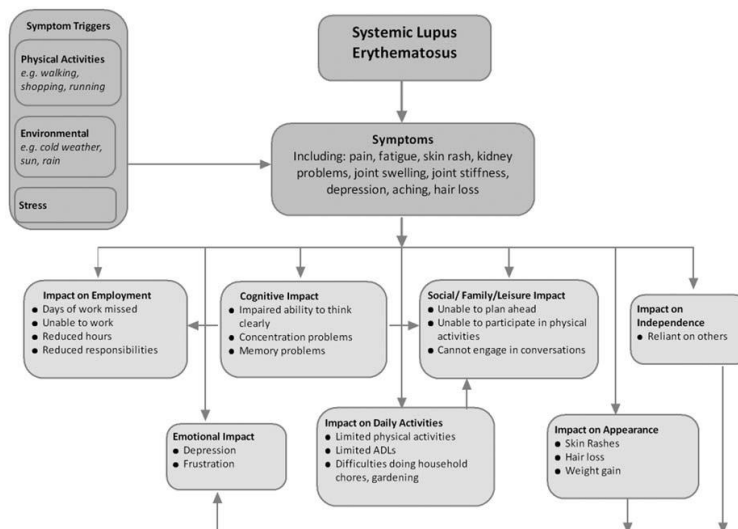 Symptom Triggers
Physical Activities
e.g. walking,
shopping, running
Environmental
e.g. cold weather,
sun, rain
Stress
Systemic Lupus
Erythematosus
Symptoms
Including: pain, fatigue, skin rash, kidney
problems, joint swelling, joint stiffness,
depression, aching, hair loss
Impact on Employment
● Days of work missed
● Unable to work
● Reduced hours
● Reduced responsibilities
Cognitive Impact
● Impaired ability to think
clearly
● Concentration problems
● Memory problems
Social/ Family/Leisure Impact
● Unable to plan ahead
● Unable to participate in physical
activities
● Cannot engage in conversations
Impact on
Independence
● Reliant on others
Emotional Impact
● Depression
● Frustration
Impact on Daily Activities
● Limited physical activities
● Limited ADLs
● Difficulties doing household
chores, gardening
Impact on Appearance
● Skin Rashes
● Hair loss
● Weight gain